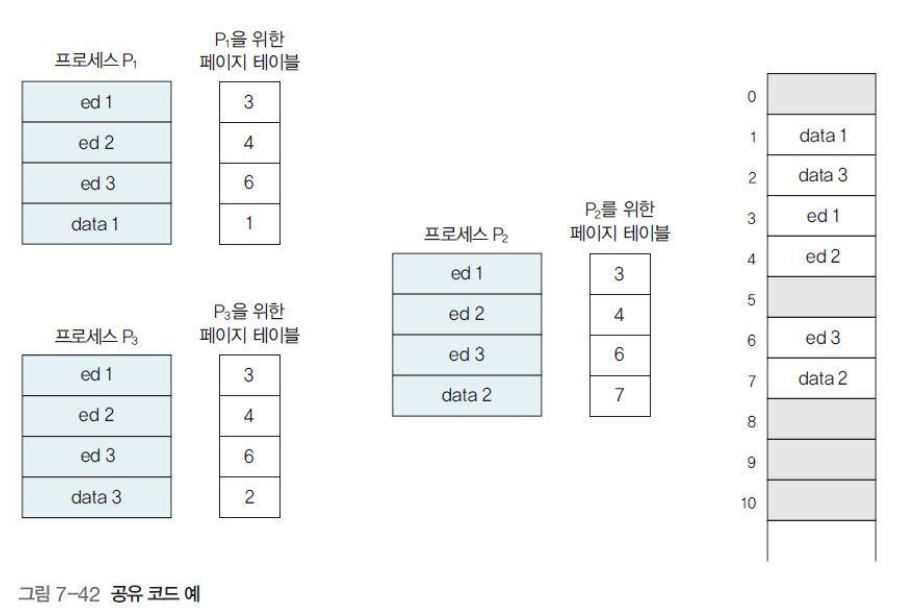 프로세스 P₁
P₁을 위한
페이지 테이블
ed 1
3
ed 2
4
ed 3
6
data 1
1
프로세스 P₃
P₃을 위한
페이지 테이블
ed 1
3
ed 2
4
ed 3
6
data 3
2
프로세스 P₂
P₂를 위한
페이지 테이블
ed 1
3
ed 2
4
ed 3
6
data 2
7
0
1 data 1
2 data 3
3 ed 1
4 ed 2
5
6 ed 3
7 data 2
8
9
10
그림 7-42 공유 코드 예